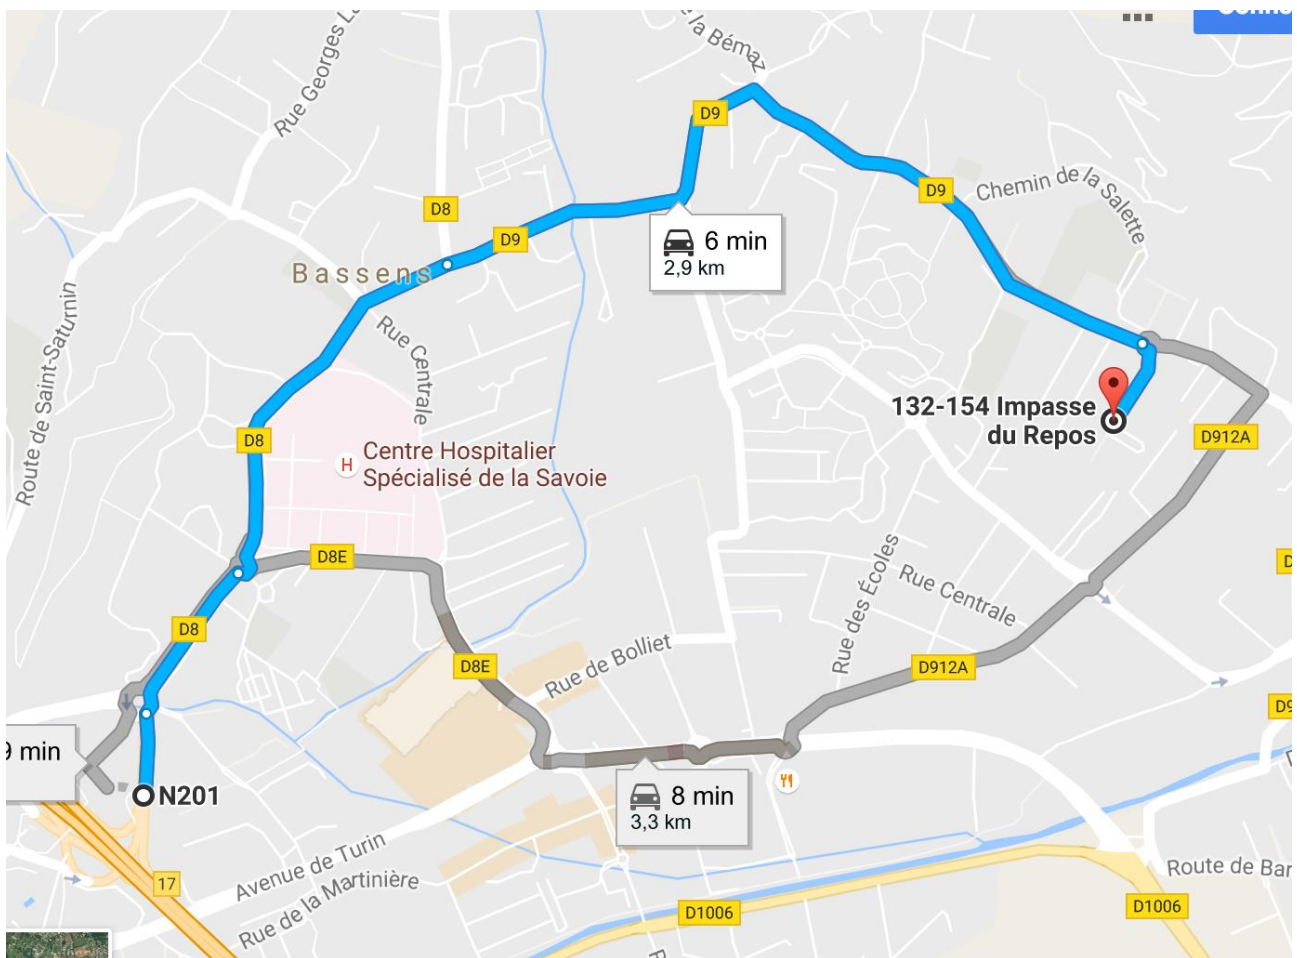 la Bémaz
Rue Georges
D9
D9
Chemin de la Salette
D8
D9
6 min
2,9 km
Bassens
Route de Saint-Saturnin
Rue Centrale
132-154 Impasse
du Repos
D912A
D8
H
Centre Hospitalier
Spécialisé de la Savoie
D8E
Rue des Écoles
Rue Centrale
D8
D8E
Rue de Bolliet
D912A
9 min
N201
8 min
3,3 km
Avenue de Turin
Rue de la Martinière
17
Route de
D1006
D1006